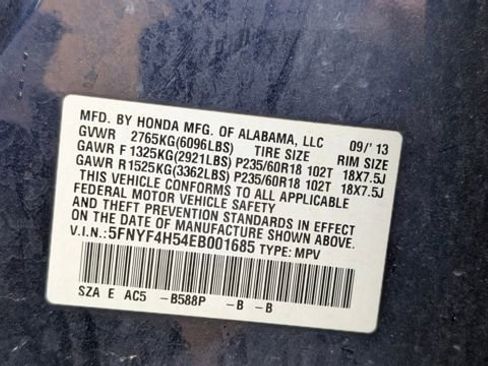 MFD. BY HONDA MFG. OF ALABAMA, LLC 09/'13
GVWR 2765KG(6096LBS) TIRE SIZE RIM SIZE
GAWR F 1325KG(2921LBS) P235/60R18 102T 18X7.5J
GAWR R1525KG(3362LBS) P235/60R18 102T 18X7.5J
THIS VEHICLE CONFORMS TO ALL APPLICABLE
FEDERAL MOTOR VEHICLE SAFETY
AND THEFT PREVENTION STANDARDS IN EFFECT
ON THE DATE OF MANUFACTURE SHOWN ABOVE.
V.I.N.:5FNYF4H54EB001685 TYPE: MPV
SZA E AC5 -B588P -B -B